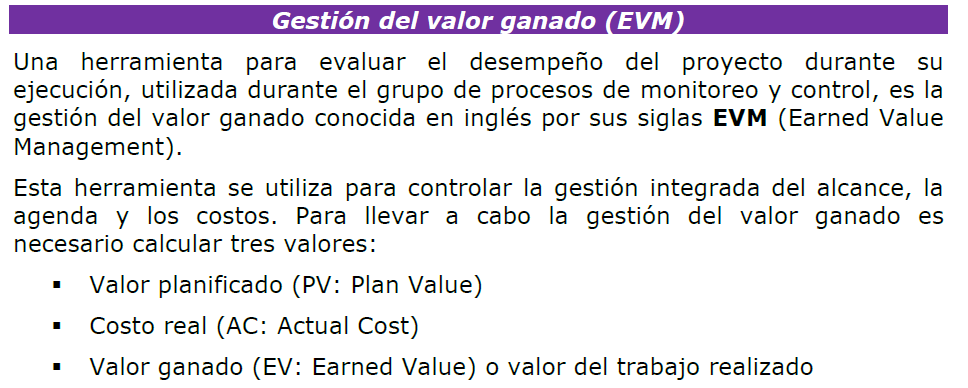 Gestión del valor ganado (EVM)
Una herramienta para evaluar el desempeño del proyecto durante su
ejecución, utilizada durante el grupo de procesos de monitoreo y control, es la
gestión del valor ganado conocida en inglés por sus siglas EVM (Earned Value
Management).
Esta herramienta se utiliza para controlar la gestión integrada del alcance, la
agenda y los costos. Para llevar a cabo la gestión del valor ganado es
necesario calcular tres valores:
▪ Valor planificado (PV: Plan Value)
▪ Costo real (AC: Actual Cost)
▪ Valor ganado (EV: Earned Value) o valor del trabajo realizado